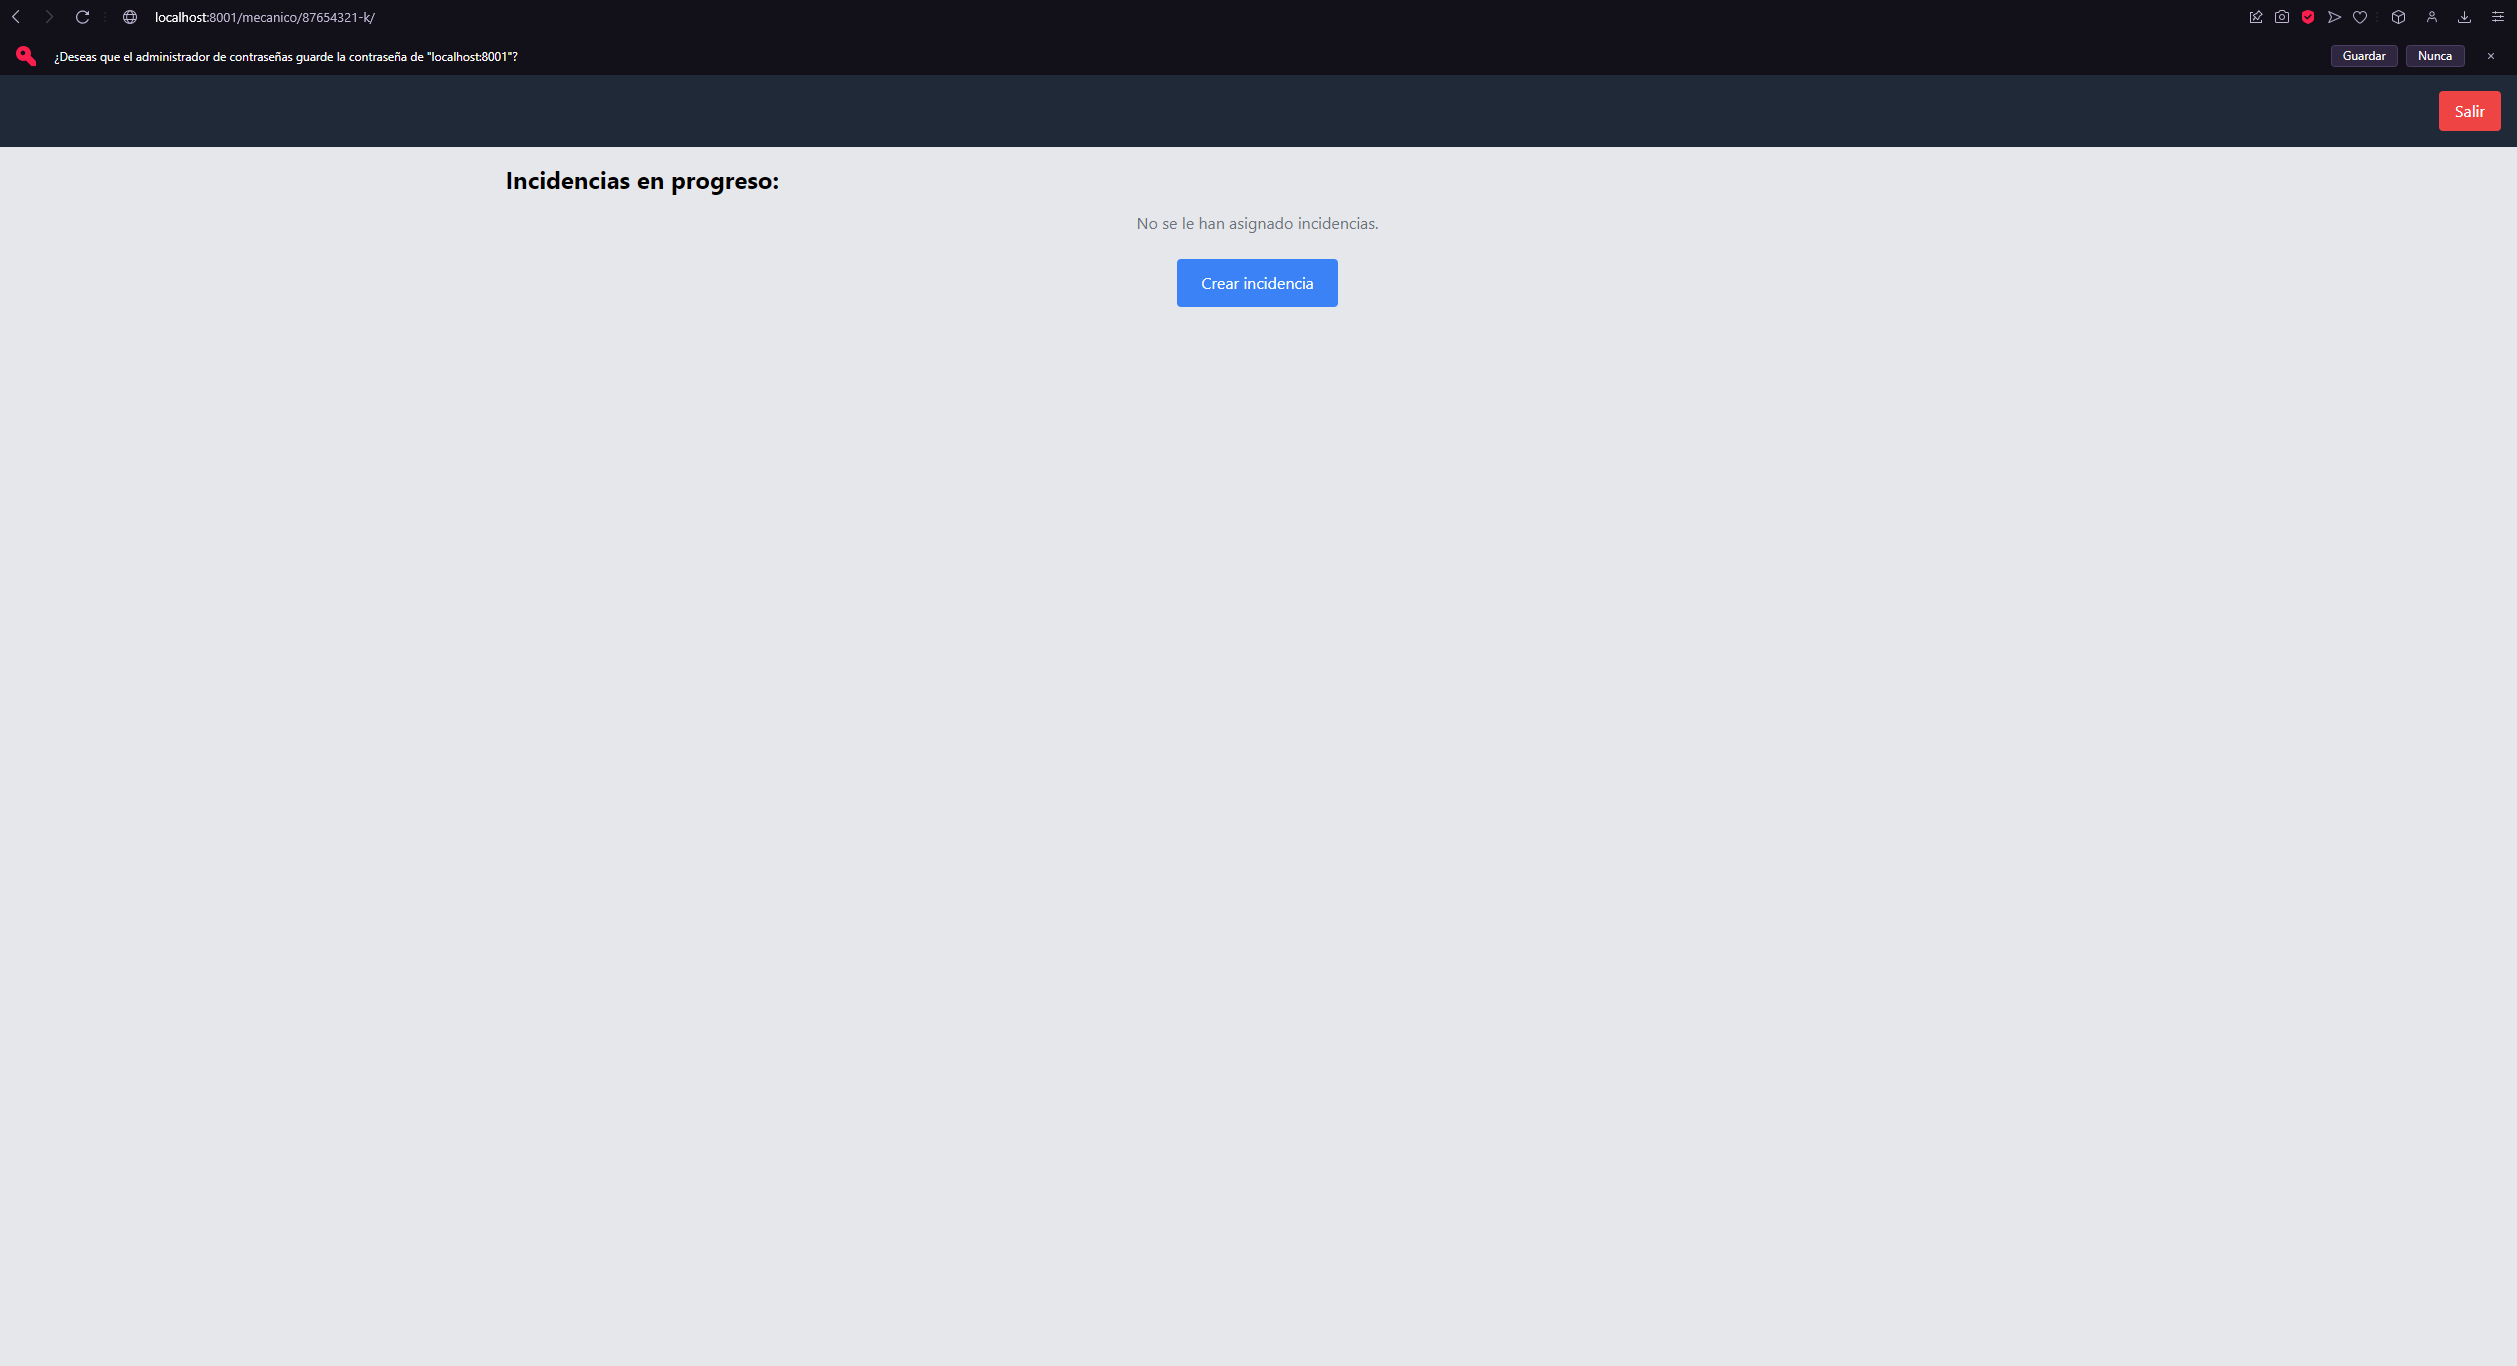 localhost:8001/mecanico/87654321-k/
¿Deseas que el administrador de contraseñas guarde la contraseña de "localhost:8001"?
Guardar
Nunca
Salir
Incidencias en progreso:
No se le han asignado incidencias.
Crear incidencia